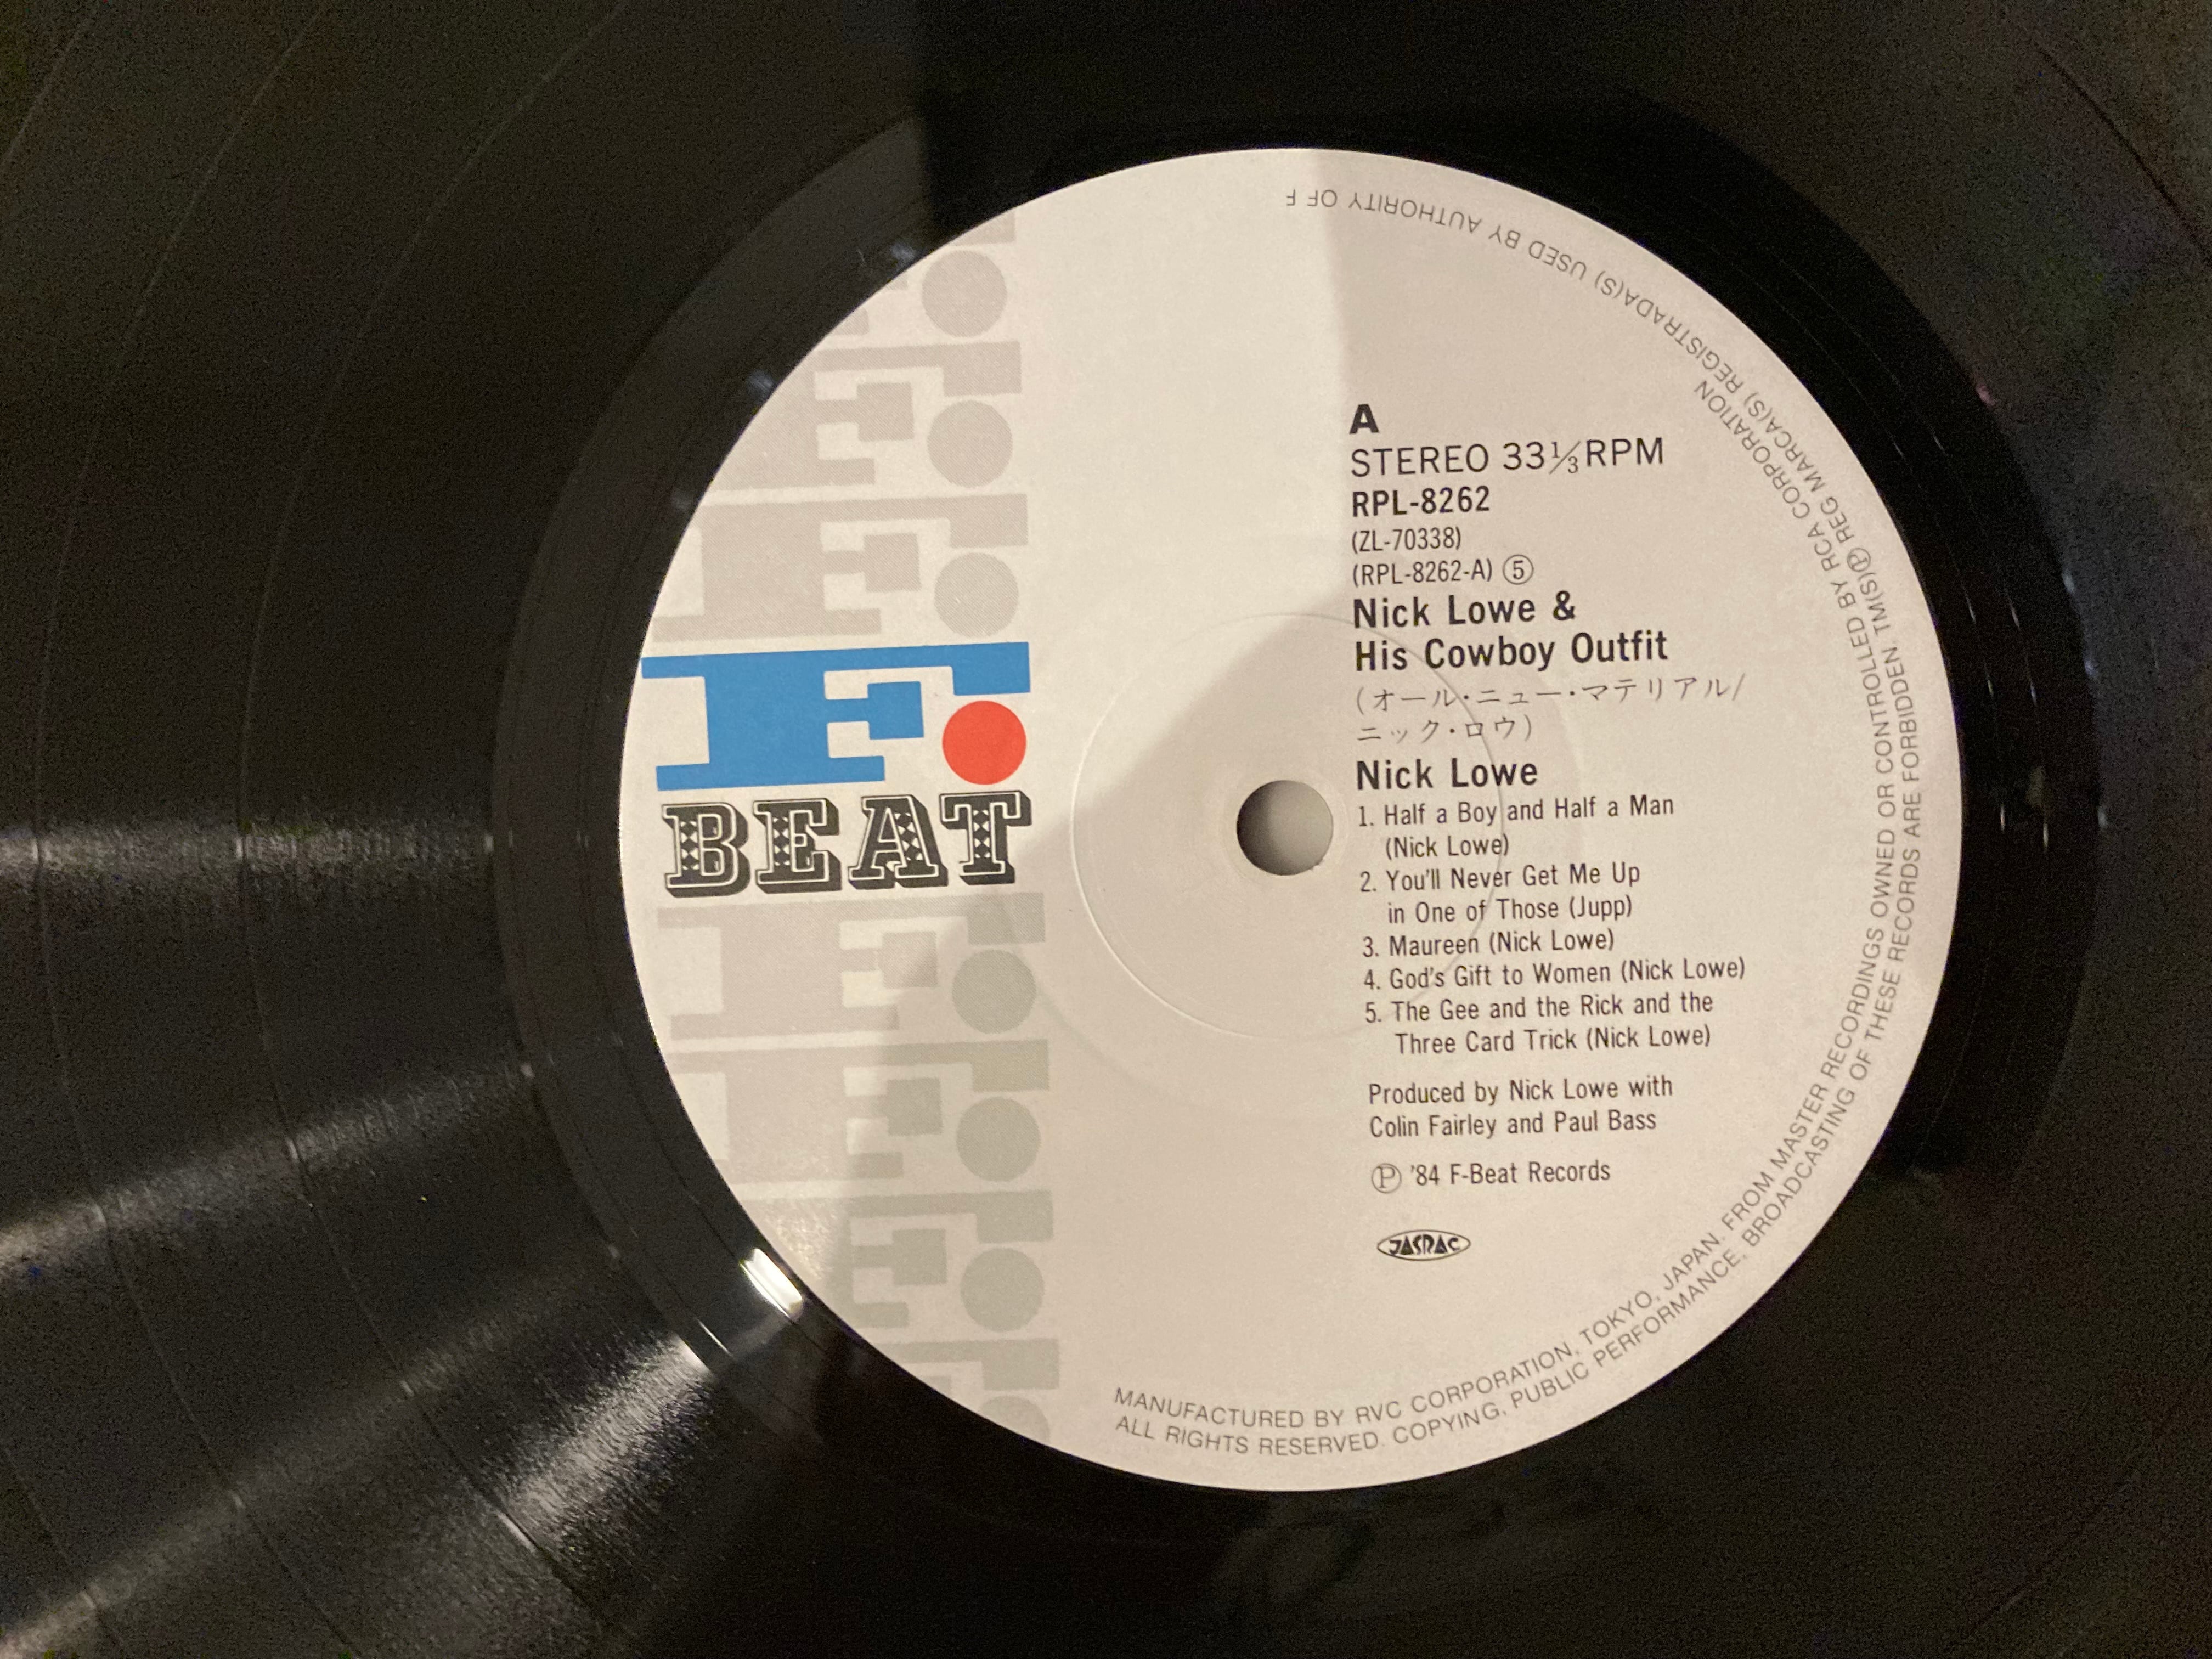 F.
BEAT
A
STEREO 33⅓RPM
RPL-8262
(ZL-70338)
(RPL-8262-A) ⑤
Nick Lowe &
His Cowboy Outfit
(オール・ニュー・マテリアル/
ニック・ロウ)
Nick Lowe
1. Half a Boy and Half a Man
(Nick Lowe)
2. You'll Never Get Me Up
in One of Those (Jupp)
3. Maureen (Nick Lowe)
4. God's Gift to Women (Nick Lowe)
5. The Gee and the Rick and the
Three Card Trick (Nick Lowe)
Produced by Nick Lowe with
Colin Fairley and Paul Bass
Ⓟ '84 F-Beat Records
JASRAC
MANUFACTURED BY RVC CORPORATION, TOKYO, JAPAN. FROM MASTER RECORDINGS OWNED OR CONTROLLED BY RCA CORPORATION
ALL RIGHTS RESERVED. COPYING, PUBLIC PERFORMANCE, BROADCASTING OF THESE RECORDS ARE FORBIDDEN. TM(S)Ⓟ REG MARCA(S) REGISTRADA(S) USED BY AUTHORITY OF F